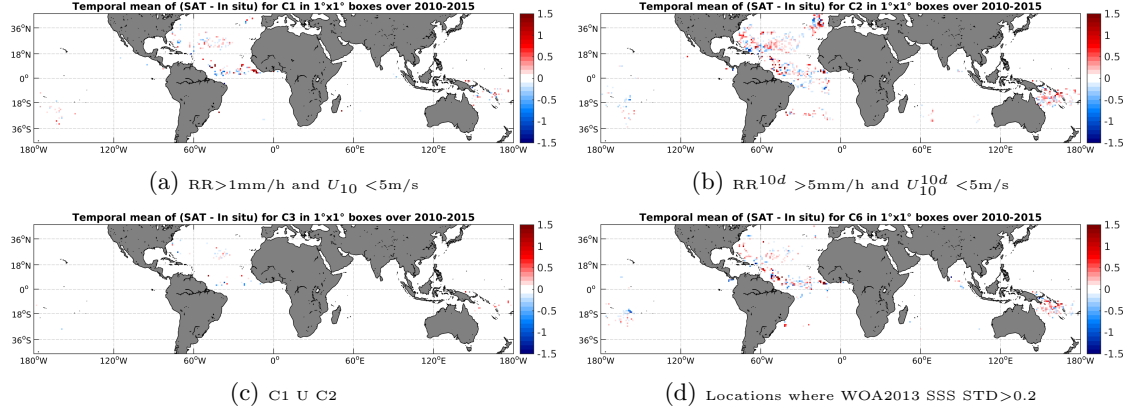 Temporal mean of (SAT - In situ) for C1 in 1°x1° boxes over 2010-2015
36°N
18°N
0°
18°S
36°S
180°W
120°W
60°W
0°
60°E
120°E
180°W
1.5
1
0.5
0
-0.5
-1
-1.5
(a) RR>1mm/h and U10 <5m/s
Temporal mean of (SAT - In situ) for C2 in 1°x1° boxes over 2010-2015
36°N
18°N
0°
18°S
36°S
180°W
120°W
60°W
0°
60°E
120°E
180°W
1.5
1
0.5
0
-0.5
-1
-1.5
(b) RR^10d >5mm/h and U10^10d <5m/s
Temporal mean of (SAT - In situ) for C3 in 1°x1° boxes over 2010-2015
36°N
18°N
0°
18°S
36°S
180°W
120°W
60°W
0°
60°E
120°E
180°W
1.5
1
0.5
0
-0.5
-1
-1.5
(c) C1 U C2
Temporal mean of (SAT - In situ) for C6 in 1°x1° boxes over 2010-2015
36°N
18°N
0°
18°S
36°S
180°W
120°W
60°W
0°
60°E
120°E
180°W
1.5
1
0.5
0
-0.5
-1
-1.5
(d) Locations where WOA2013 SSS STD>0.2